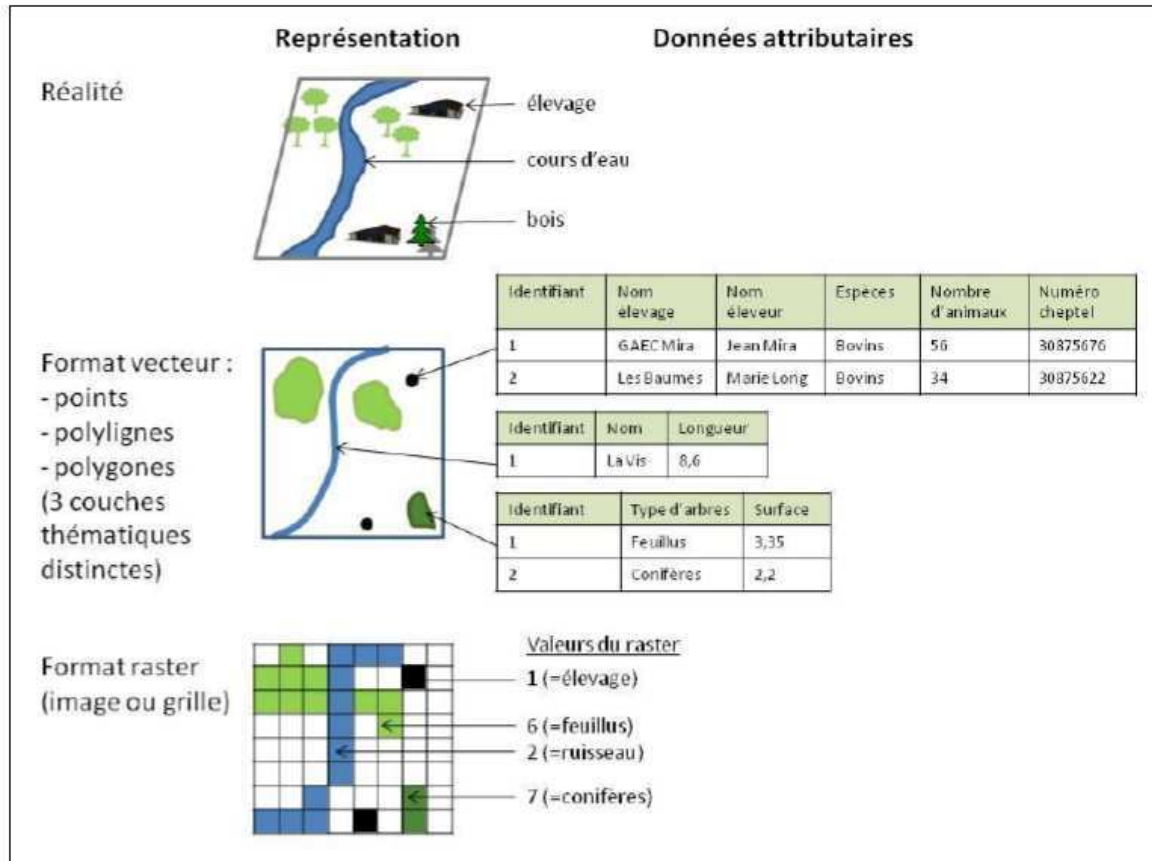 Représentation
Données attributaires
Réalité
élevage
cours d'eau
bois
Format vecteur :
- points
- polylignes
- polygones
(3 couches
thématiques
distinctes)
Identifiant Nom élevage Nom éleveur Espèces Nombre d'animaux Numéro cheptel
1 GAEC Mira Jean Mira Bovins 56 30875676
2 Les Baumes Marie Long Bovins 34 30875622
Identifiant Nom Longueur
1 La Vis 8,6
Identifiant Type d'arbres Surface
1 Feuillus 3,35
2 Conifères 2,2
Format raster
(image ou grille)
Valeurs du raster
1 (=élevage)
6 (=feuillus)
2 (=ruisseau)
7 (=conifères)